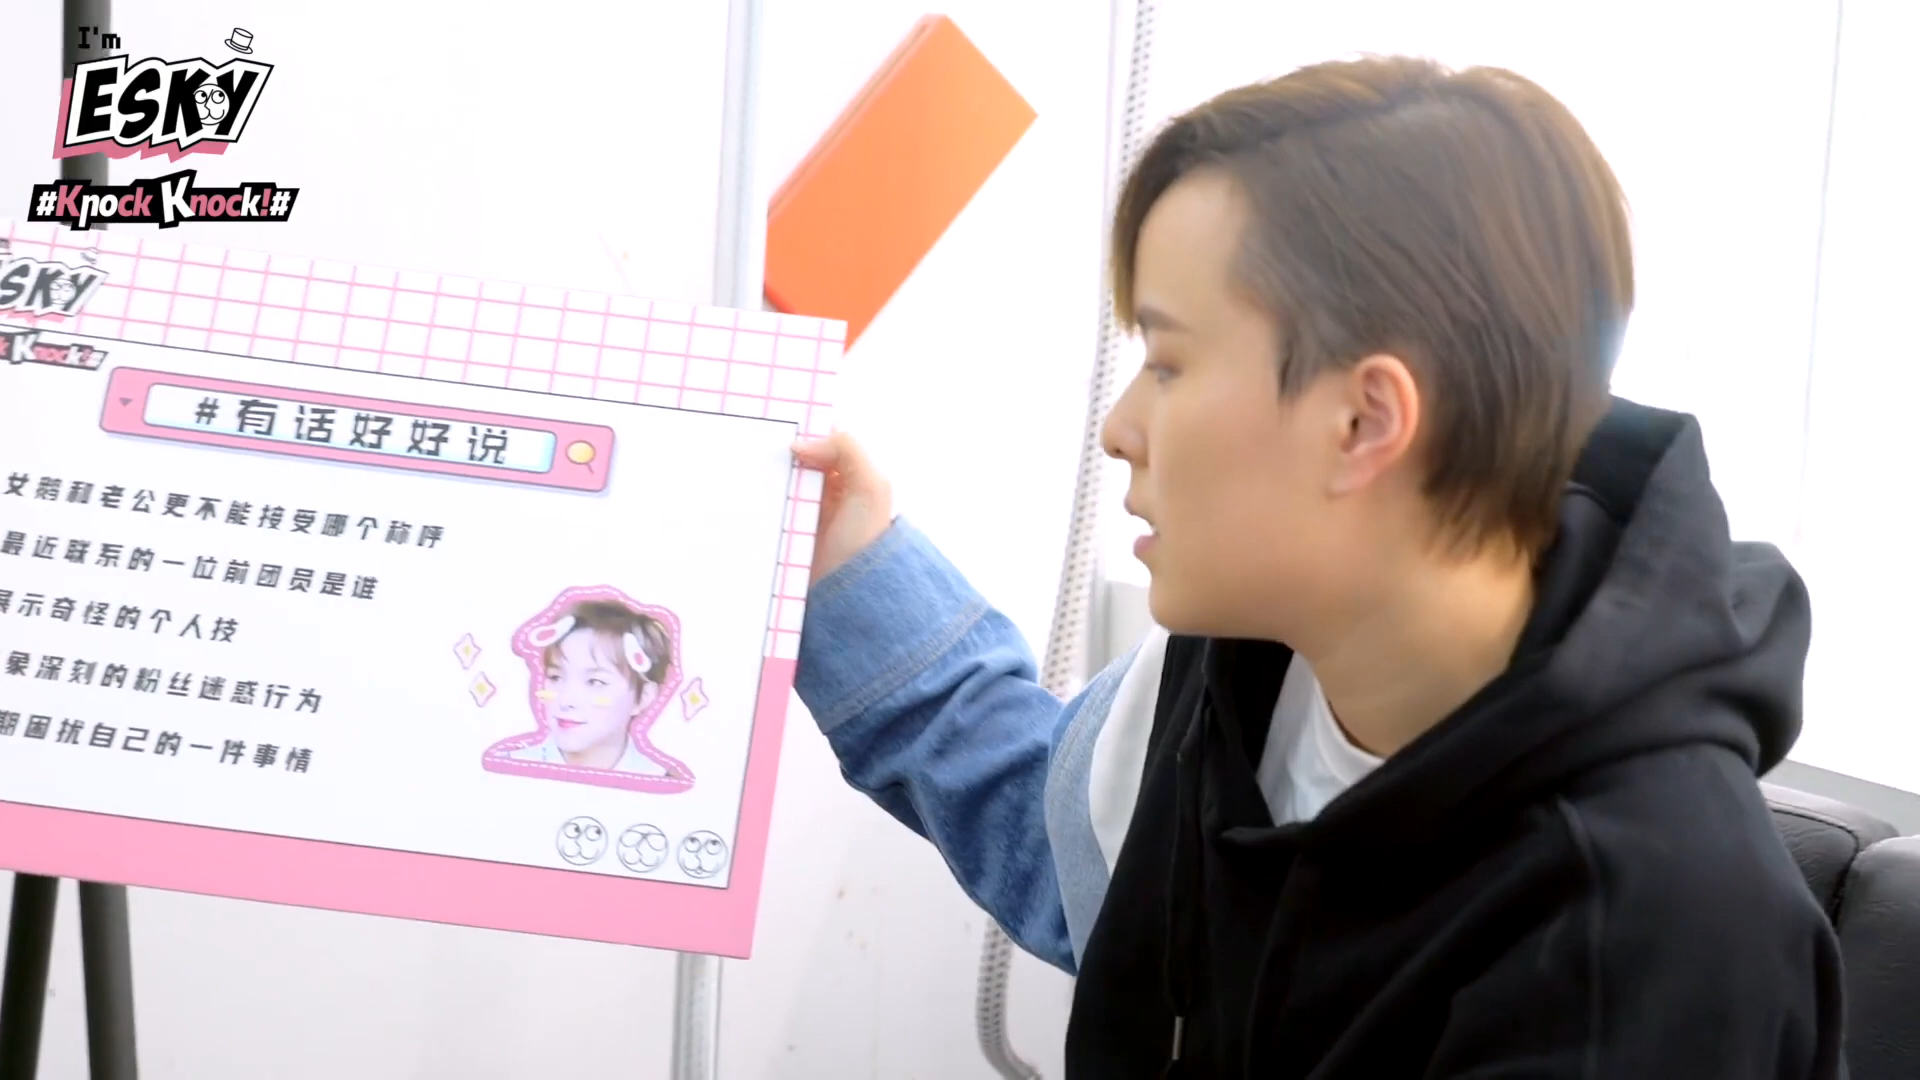 I'm
ESKY
#Knock Knock!#
SKY
k Knock!#
#有话好好说
女鹅和老公更不能接受哪个称呼
最近联系的一位前团员是谁
展示奇怪的个人技
象深刻的粉丝迷惑行为
期困扰自己的一件事情